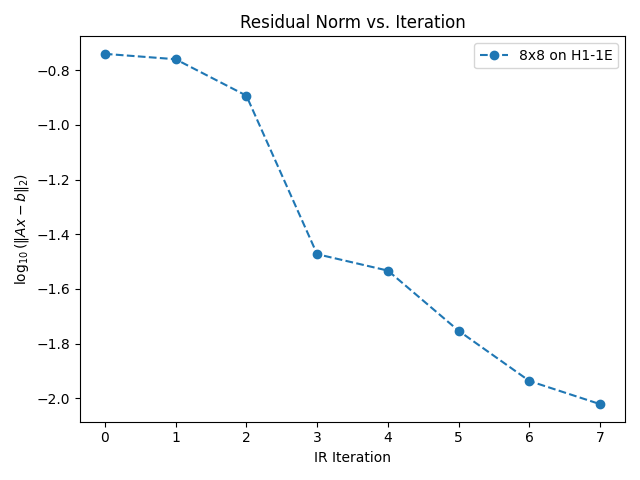 Residual Norm vs. Iteration
8x8 on H1-1E
log₁₀(‖Ax − b‖₂)
−0.8
−1.0
−1.2
−1.4
−1.6
−1.8
−2.0
0 1 2 3 4 5 6 7
IR Iteration